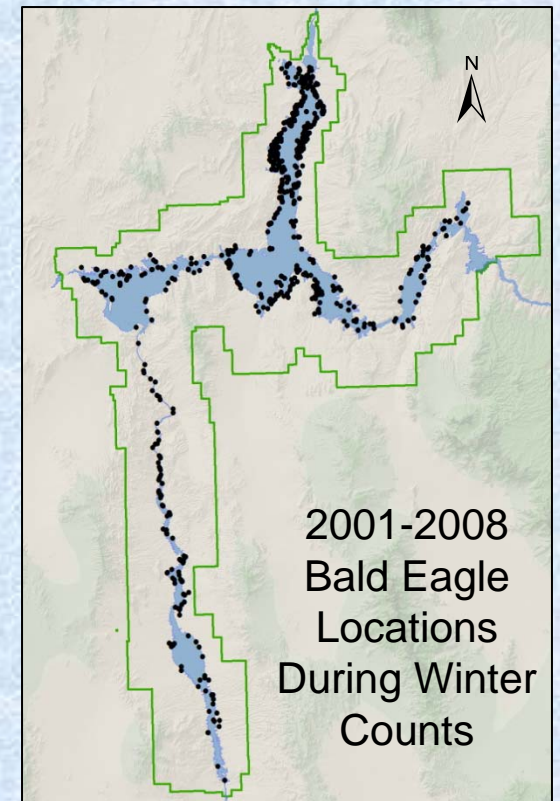 N
2001-2008
Bald Eagle
Locations
During Winter
Counts